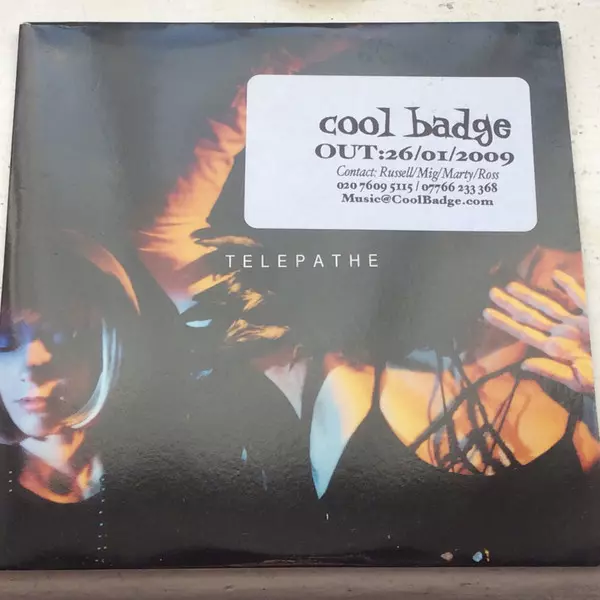 cool badge
OUT:26/01/2009
Contact: Russell/Mig/Marty/Ross
020 7609 5115 / 07766 233 368
Music@CoolBadge.com
TELEPATHE